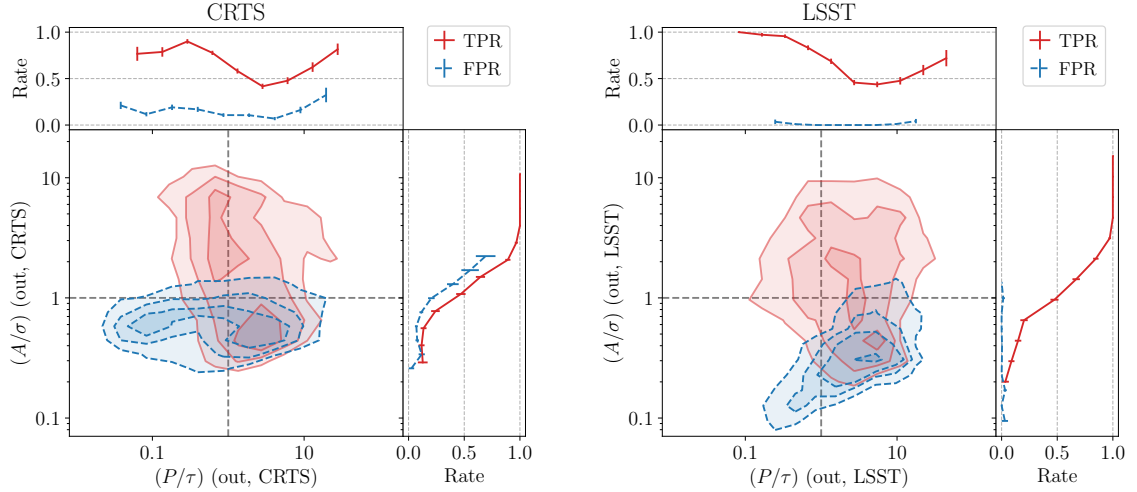 CRTS
1.0
0.5
0.0
Rate
TPR
FPR
10
1
0.1
(A/σ) (out, CRTS)
0.1
10
(P/τ) (out, CRTS)
0.0
0.5
1.0
Rate
LSST
1.0
0.5
0.0
Rate
TPR
FPR
10
1
0.1
(A/σ) (out, LSST)
0.1
1
10
(P/τ) (out, LSST)
0.0
0.5
1.0
Rate